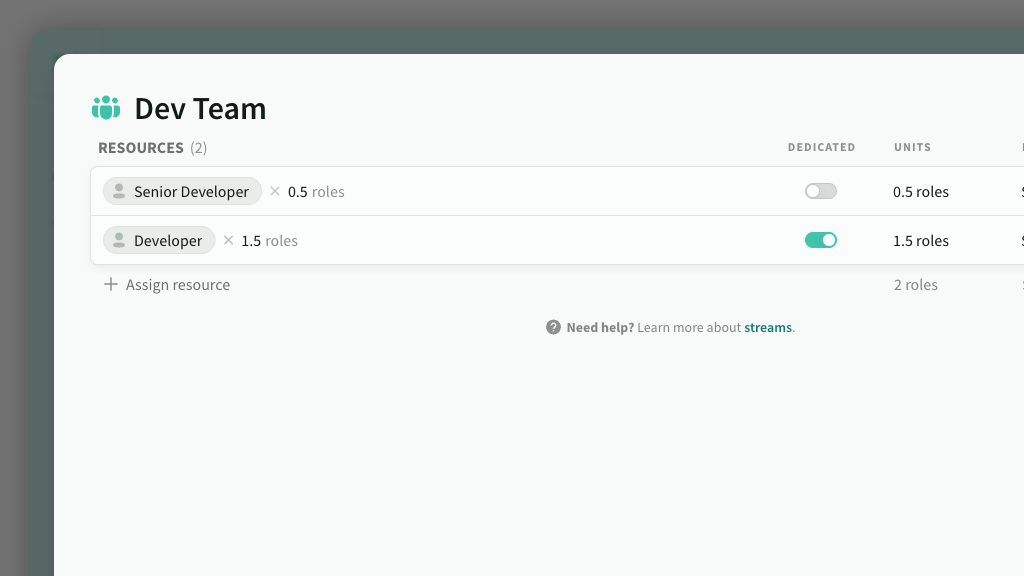 Dev Team
RESOURCES (2) DEDICATED UNITS
Senior Developer × 0.5 roles 0.5 roles
Developer × 1.5 roles 1.5 roles
+ Assign resource 2 roles
? Need help? Learn more about streams.